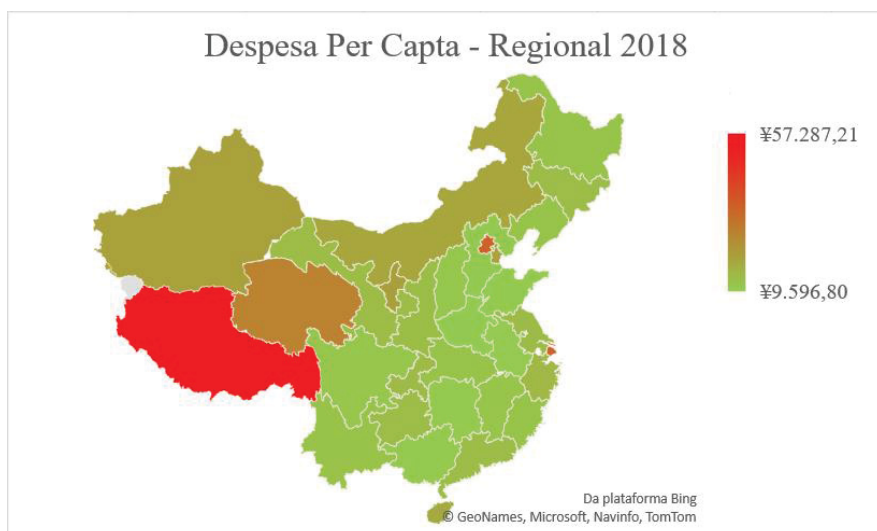 Despesa Per Capta - Regional 2018
¥57.287,21
¥9.596,80
Da plataforma Bing
© GeoNames, Microsoft, Navinfo, TomTom